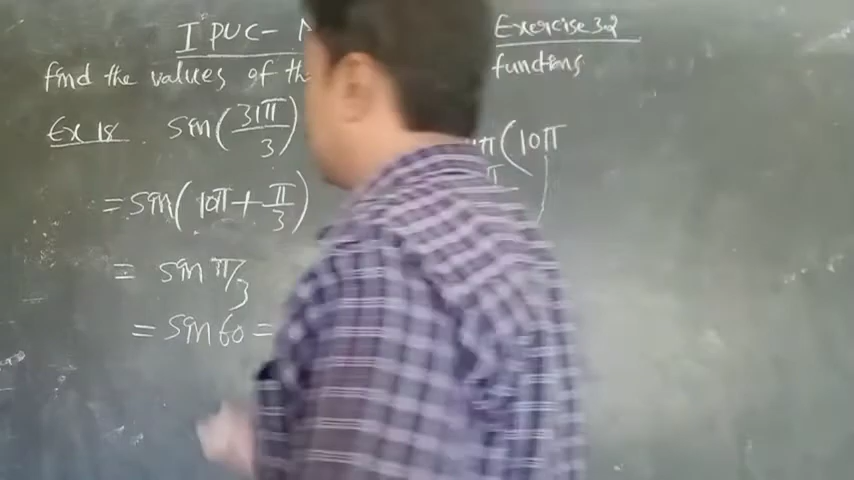 I PUC- Exercise 3.2
find the values of functions
Ex 18. sin(31π/3)
(10π
= sin(10π + π/3)
= sin π/3
= sin 60 =